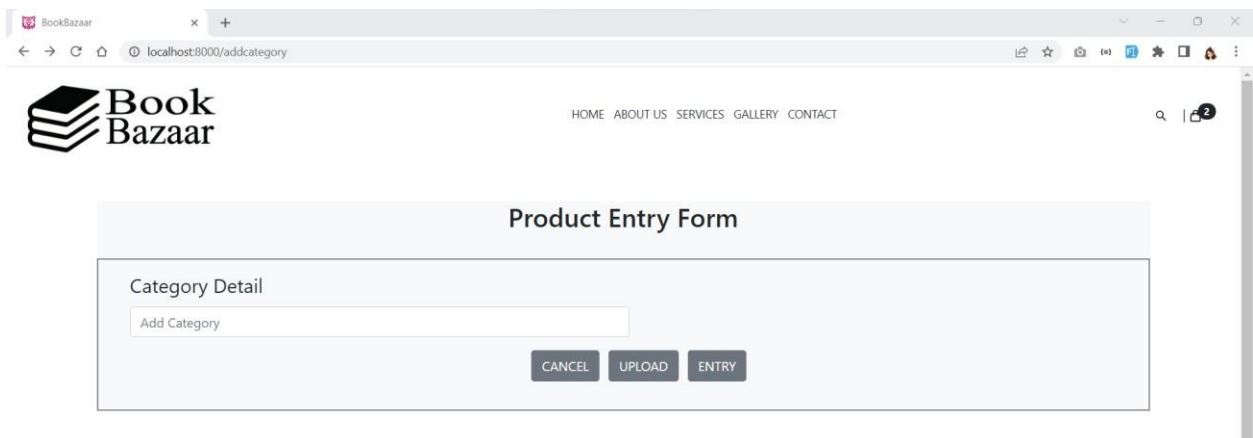 BookBazaar
localhost:8000/addcategory
Book
Bazaar
HOME ABOUT US SERVICES GALLERY CONTACT
2
Product Entry Form
Category Detail
Add Category
CANCEL UPLOAD ENTRY